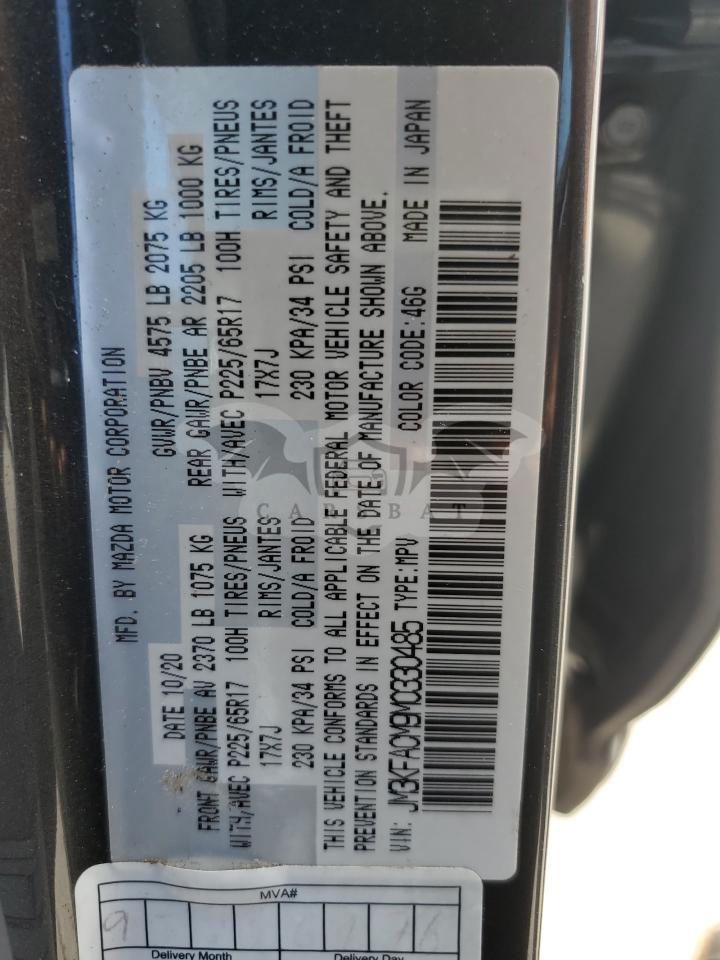 MFD. BY MAZDA MOTOR CORPORATION
DATE 10/20 GVWR/PNBV 4575 LB 2075 KG
FRONT GAWR/PNBE AV 2370 LB 1075 KG REAR GAWR/PNBE AR 2205 LB 1000 KG
WITH/AVEC P225/65R17 100H TIRES/PNEUS WITH/AVEC P225/65R17 100H TIRES/PNEUS
17X7J RIMS/JANTES 17X7J RIMS/JANTES
230 KPA/34 PSI COLD/A FROID 230 KPA/34 PSI COLD/A FROID
THIS VEHICLE CONFORMS TO ALL APPLICABLE FEDERAL MOTOR VEHICLE SAFETY AND THEFT
PREVENTION STANDARDS IN EFFECT ON THE DATE OF MANUFACTURE SHOWN ABOVE.
VIN: JM3KFACM9M0330485 TYPE:MPV COLOR CODE:46G MADE IN JAPAN
MVA#
9
Delivery Month Delivery Day